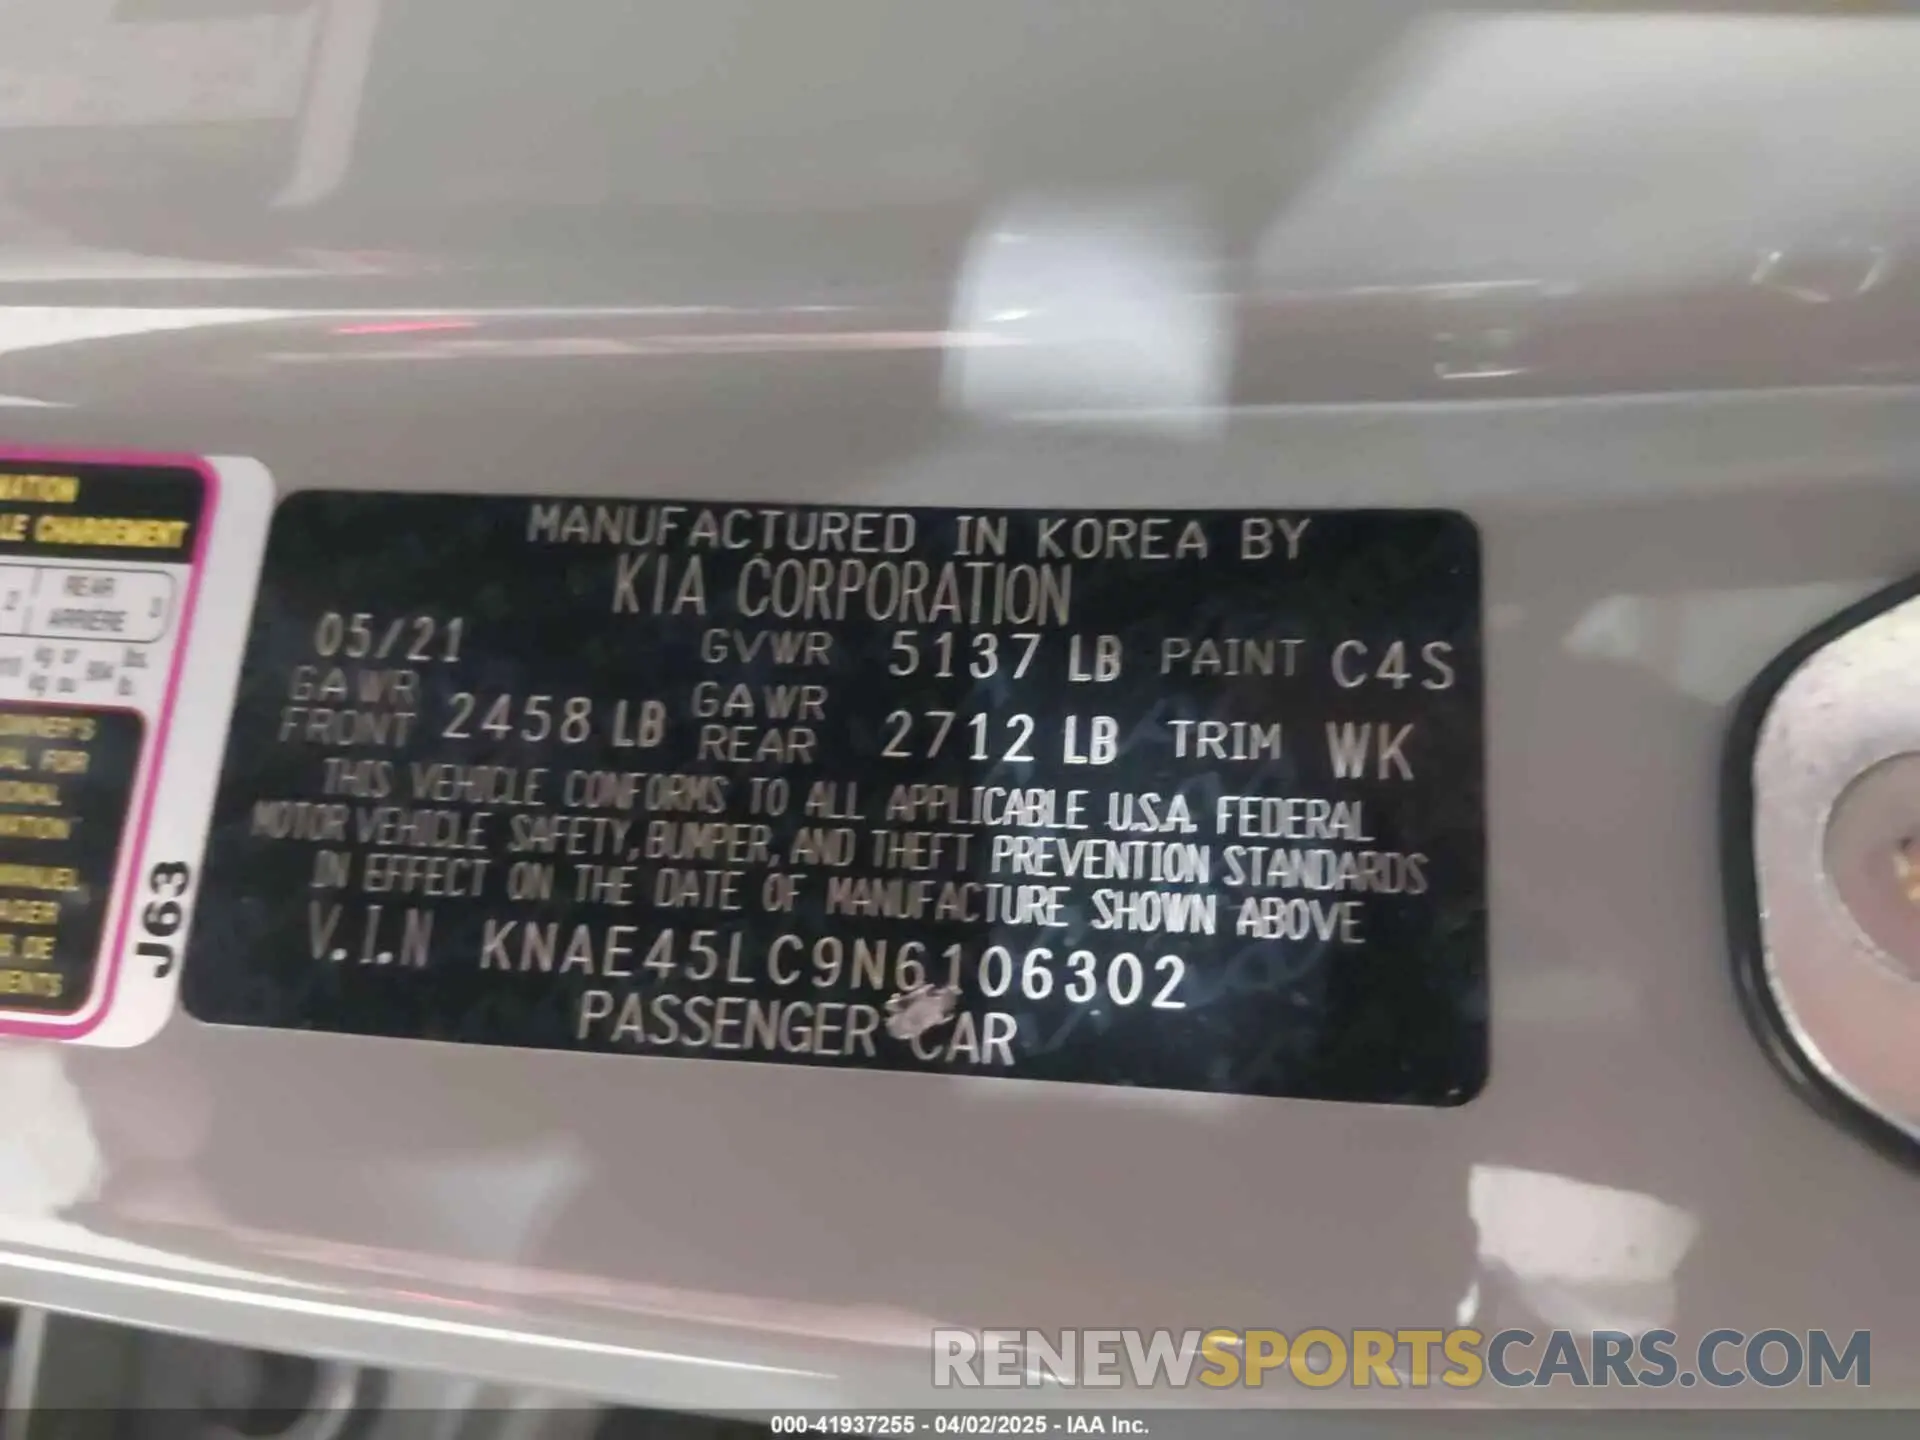 MATION
LE CHARGEMENT
REAR
ARRIERE
J63
MANUFACTURED IN KOREA BY
KIA CORPORATION
05/21 GVWR 5137 LB PAINT C4S
GAWR FRONT 2458 LB GAWR REAR 2712 LB TRIM WK
THIS VEHICLE CONFORMS TO ALL APPLICABLE U.S.A. FEDERAL
MOTOR VEHICLE SAFETY, BUMPER, AND THEFT PREVENTION STANDARDS
IN EFFECT ON THE DATE OF MANUFACTURE SHOWN ABOVE
V.I.N KNAE45LC9N6106302
PASSENGER CAR
RENEWSPORTSCARS.COM
000-41937255 - 04/02/2025 - IAA Inc.